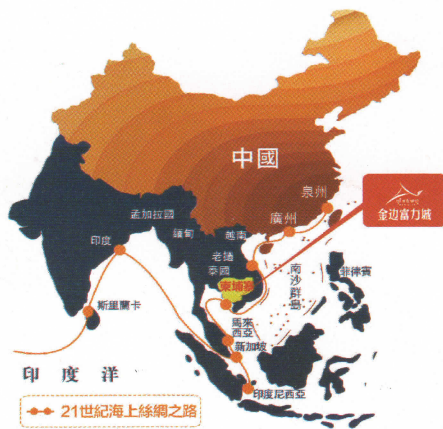 中國
泉州
廣州
金边富力城
孟加拉國
緬甸
越南
印度
老撾
泰國
柬埔寨
南沙群島
菲律賓
斯里蘭卡
馬來
西亞
新加坡
印度洋
印度尼西亞
21世紀海上絲綢之路